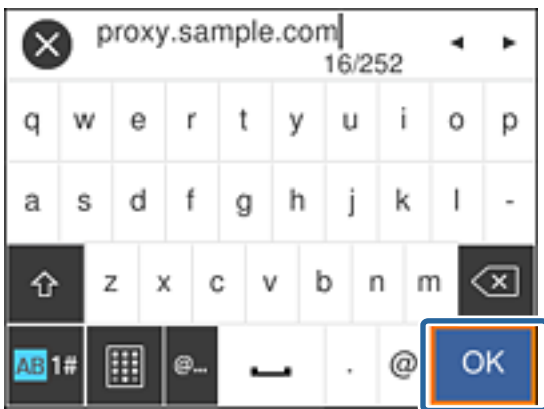 proxy.sample.com
16/252
q w e r t y u i o p
a s d f g h j k l -
z x c v b n m
AB 1# @... . @ OK